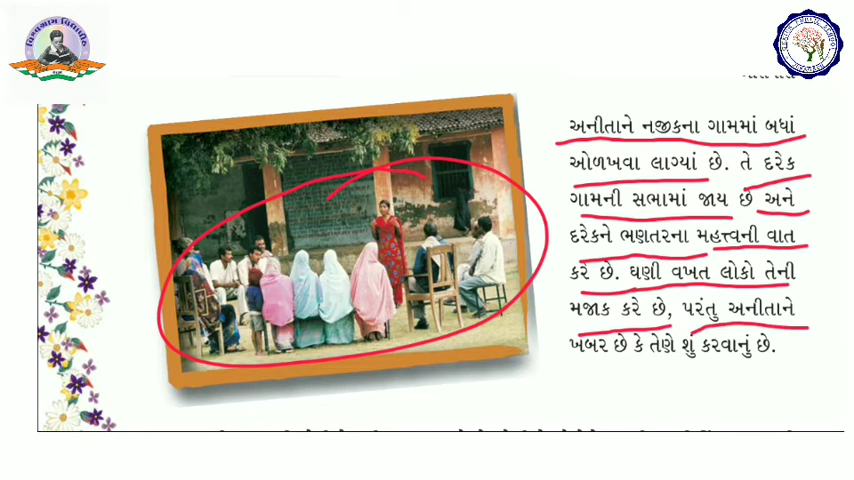 અનીતાને નજીકના ગામમાં બધાં
ઓળખવા લાગ્યાં છે. તે દરેક
ગામની સભામાં જાય છે અને
દરેકને ભણતરના મહત્ત્વની વાત
કરે છે. ઘણી વખત લોકો તેની
મજાક કરે છે, પરંતુ અનીતાને
ખબર છે કે તેણે શું કરવાનું છે.